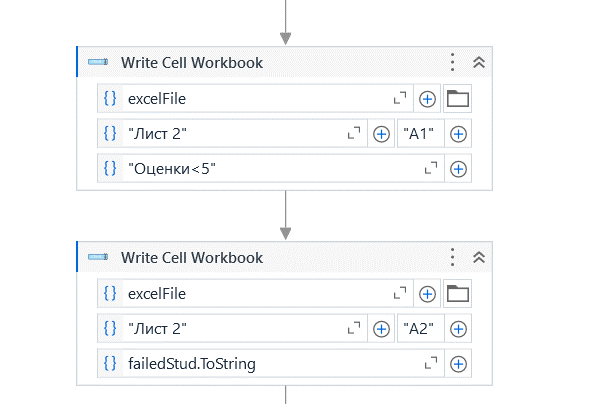 Write Cell Workbook
{} excelFile
{} "Лист 2" "A1"
{} "Оценки<5"
Write Cell Workbook
{} excelFile
{} "Лист 2" "A2"
{} failedStud.ToString